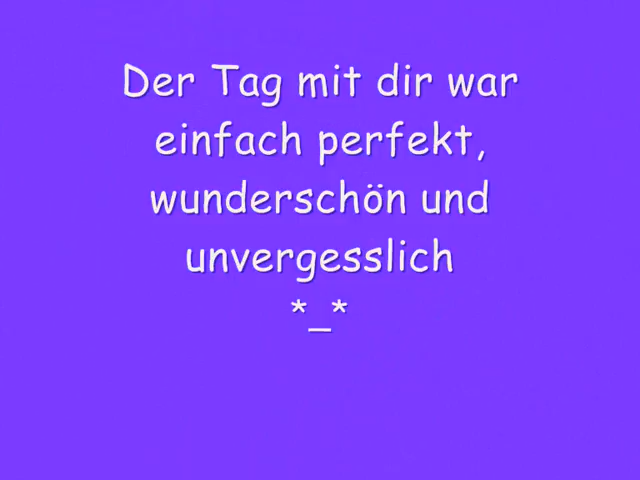 Der Tag mit dir war
einfach perfekt,
wunderschön und
unvergesslich
*_*